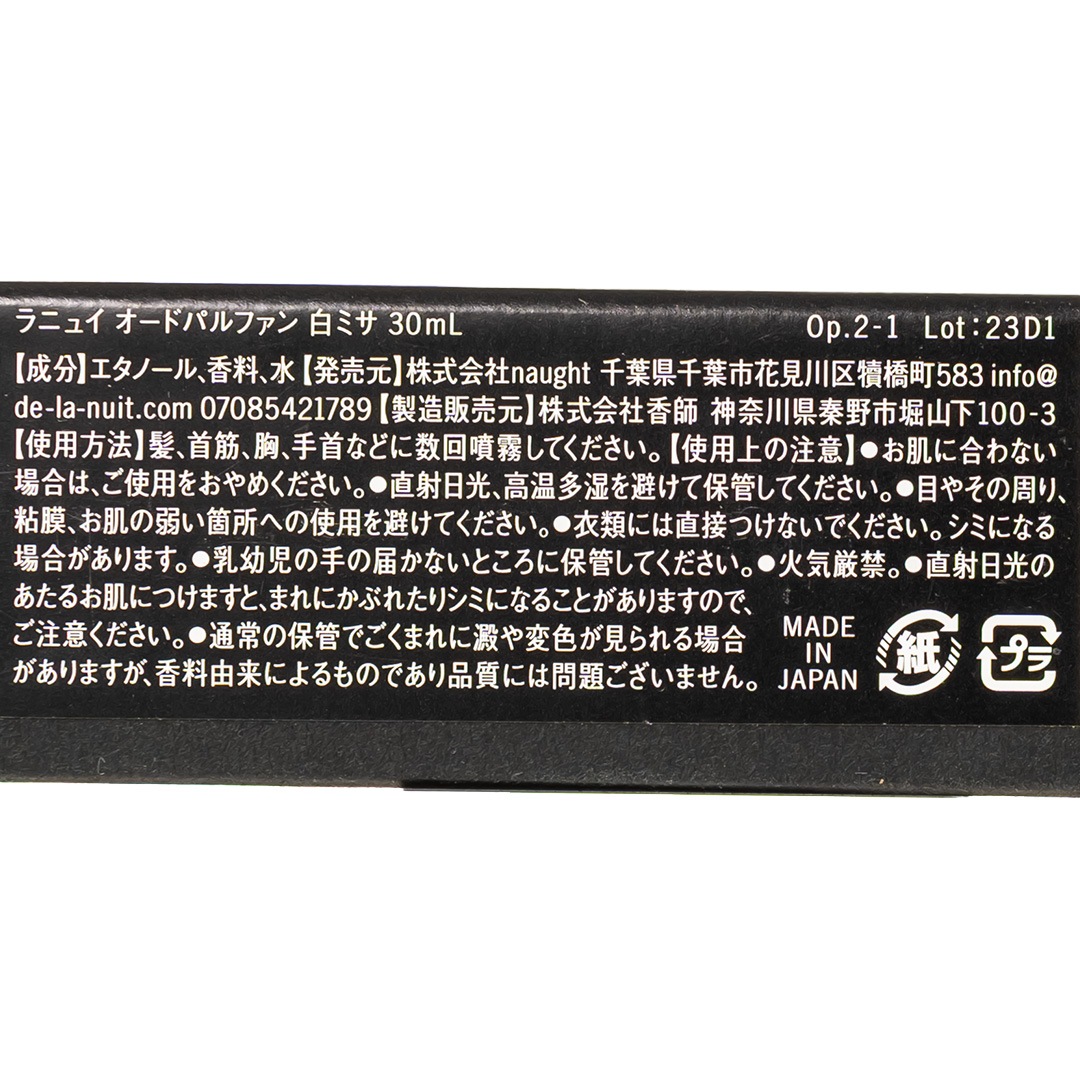 ラニュイ オードパルファン 白ミサ 30mL Op.2-1 Lot:23D1
【成分】エタノール、香料、水【発売元】株式会社naught 千葉県千葉市花見川区犢橋町583 info@
de-la-nuit.com 07085421789【製造販売元】株式会社香師 神奈川県秦野市堀山下100-3
【使用方法】髪、首筋、胸、手首などに数回噴霧してください。【使用上の注意】●お肌に合わない
場合は、ご使用をおやめください。●直射日光、高温多湿を避けて保管してください。●目やその周り、
粘膜、お肌の弱い箇所への使用を避けてください。●衣類には直接つけないでください。シミになる
場合があります。●乳幼児の手の届かないところに保管してください。●火気厳禁。●直射日光の
あたるお肌につけますと、まれにかぶれたりシミになることがありますので、
ご注意ください。●通常の保管でごくまれに澱や変色が見られる場合
がありますが、香料由来によるものであり品質には問題ございません。
MADE
IN
JAPAN
紙
プラ